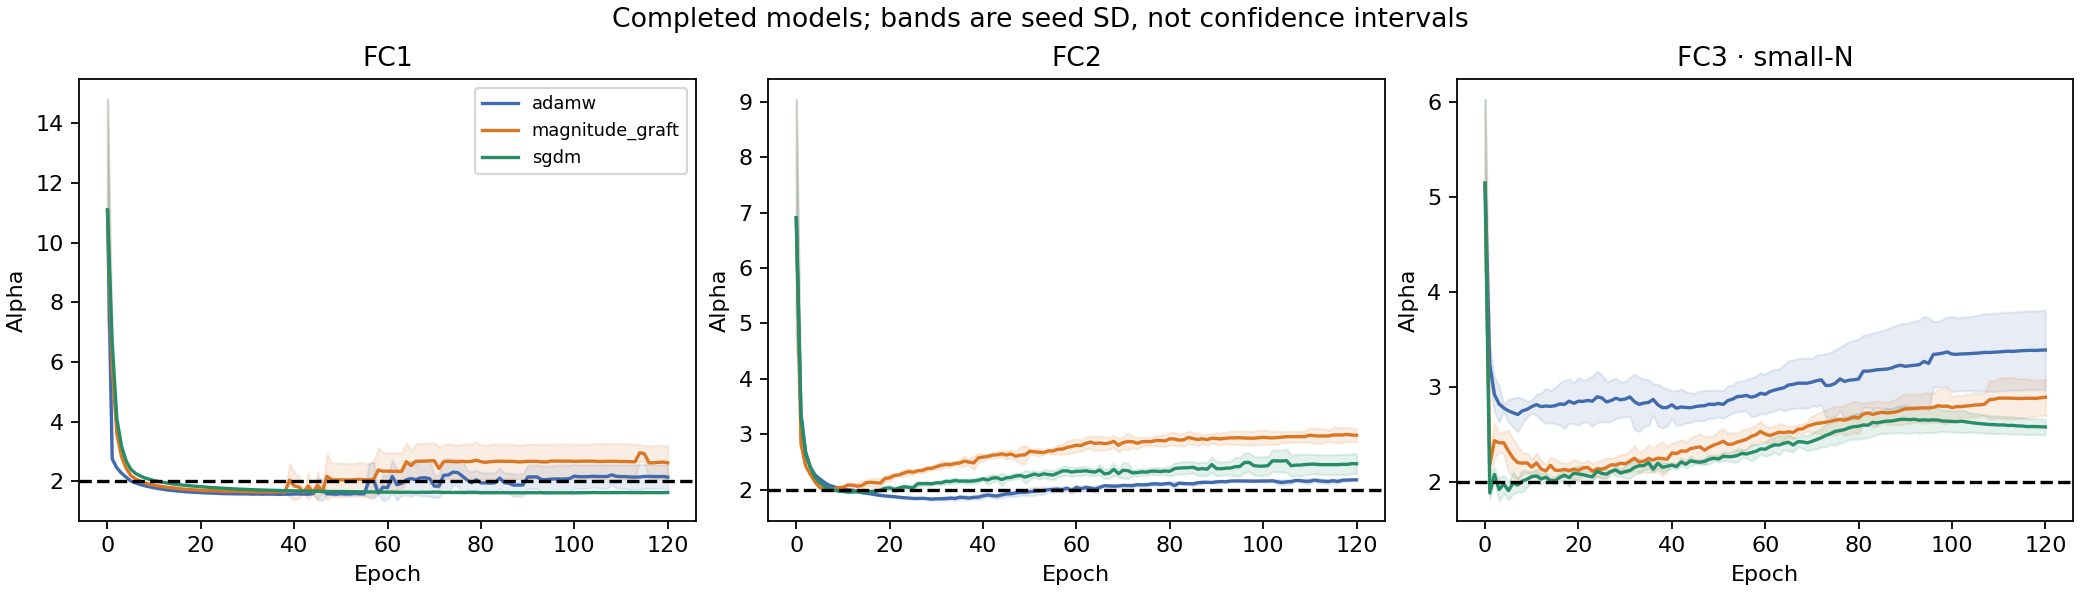 Completed models; bands are seed SD, not confidence intervals
FC1
14
12
10
8
6
4
2
Alpha
adamw
magnitude_graft
sgdm
0 20 40 60 80 100 120
Epoch
FC2
9
8
7
6
5
4
3
2
Alpha
0 20 40 60 80 100 120
Epoch
FC3 · small-N
6
5
4
3
2
Alpha
0 20 40 60 80 100 120
Epoch